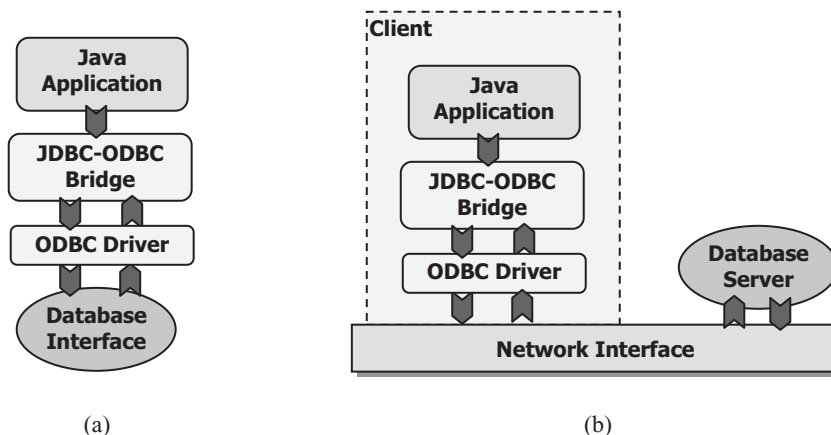 Java
Application
JDBC-ODBC
Bridge
ODBC Driver
Database
Interface
(a)
Client
Java
Application
JDBC-ODBC
Bridge
ODBC Driver
Database
Server
Network Interface
(b)